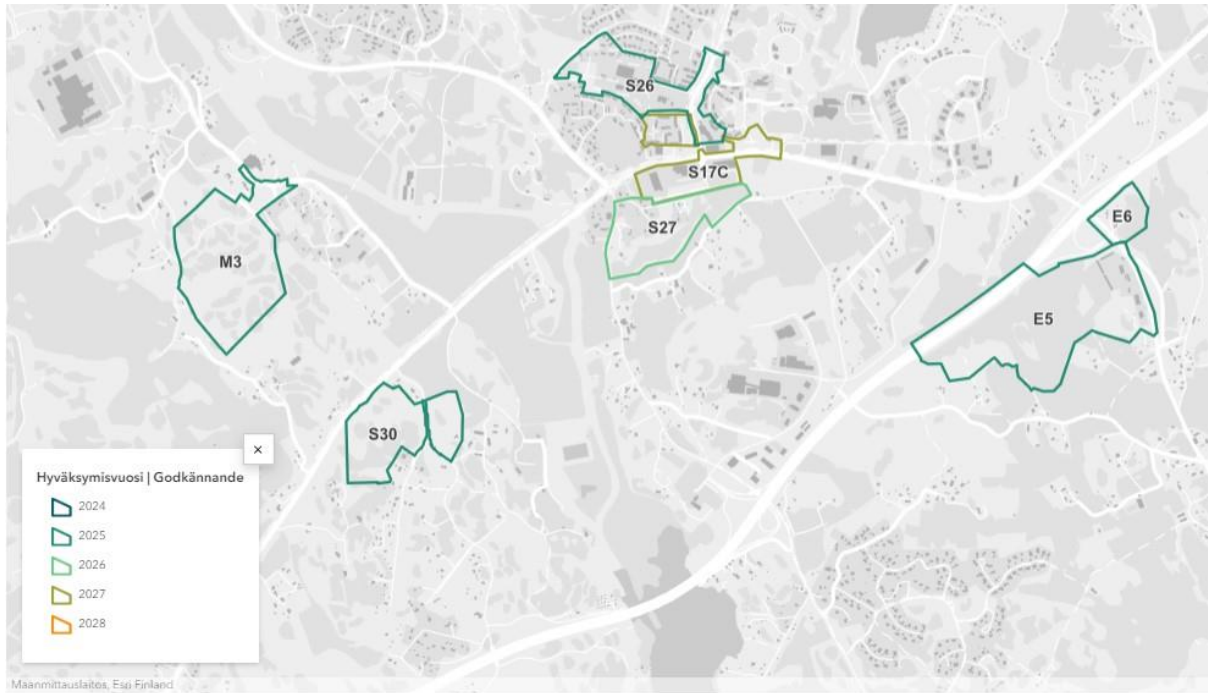 S26
S17C
E6
S27
M3
E5
S30
×
Hyväksymisvuosi | Godkännande
2024
2025
2026
2027
2028
Maanmittauslaitos, Esri Finland